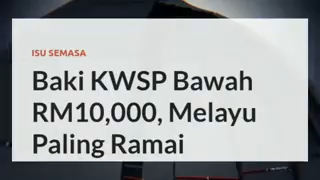 ISU SEMASA
Baki KWSP Bawah
RM10,000, Melayu
Paling Ramai